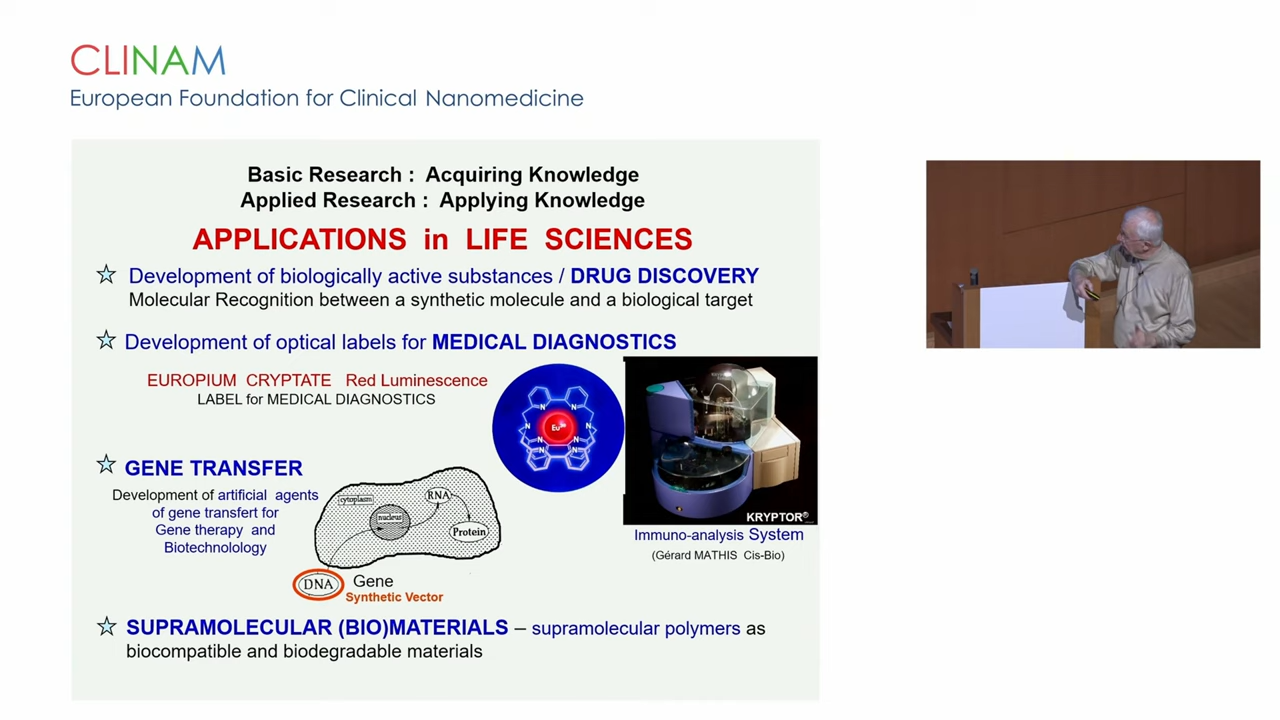 CLINAM
European Foundation for Clinical Nanomedicine
Basic Research : Acquiring Knowledge
Applied Research : Applying Knowledge
APPLICATIONS in LIFE SCIENCES
Development of biologically active substances / DRUG DISCOVERY
Molecular Recognition between a synthetic molecule and a biological target
Development of optical labels for MEDICAL DIAGNOSTICS
EUROPIUM CRYPTATE Red Luminescence
LABEL for MEDICAL DIAGNOSTICS
N N
N Eu³⁺ N
N N
N N
KRYPTOR®
Immuno-analysis System
(Gérard MATHIS Cis-Bio)
GENE TRANSFER
Development of artificial agents
of gene transfert for
Gene therapy and
Biotechnolology
cytoplasm
RNA
nucleus
Protein
DNA
Gene
Synthetic Vector
SUPRAMOLECULAR (BIO)MATERIALS – supramolecular polymers as
biocompatible and biodegradable materials